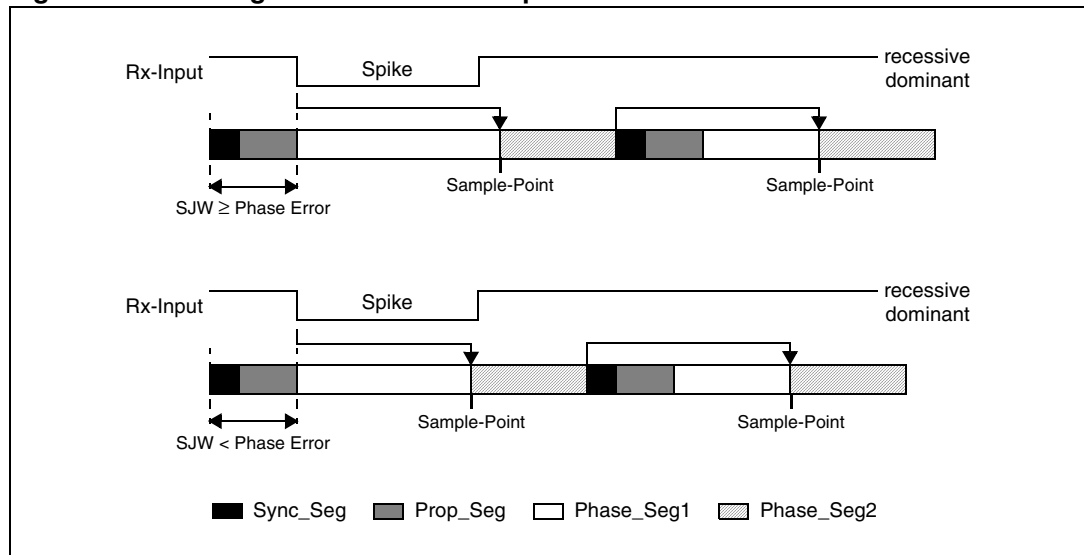 Rx-Input
Spike
recessive
dominant
Sample-Point
Sample-Point
SJW ≥ Phase Error
Rx-Input
Spike
recessive
dominant
Sample-Point
Sample-Point
SJW < Phase Error
Sync_Seg
Prop_Seg
Phase_Seg1
Phase_Seg2